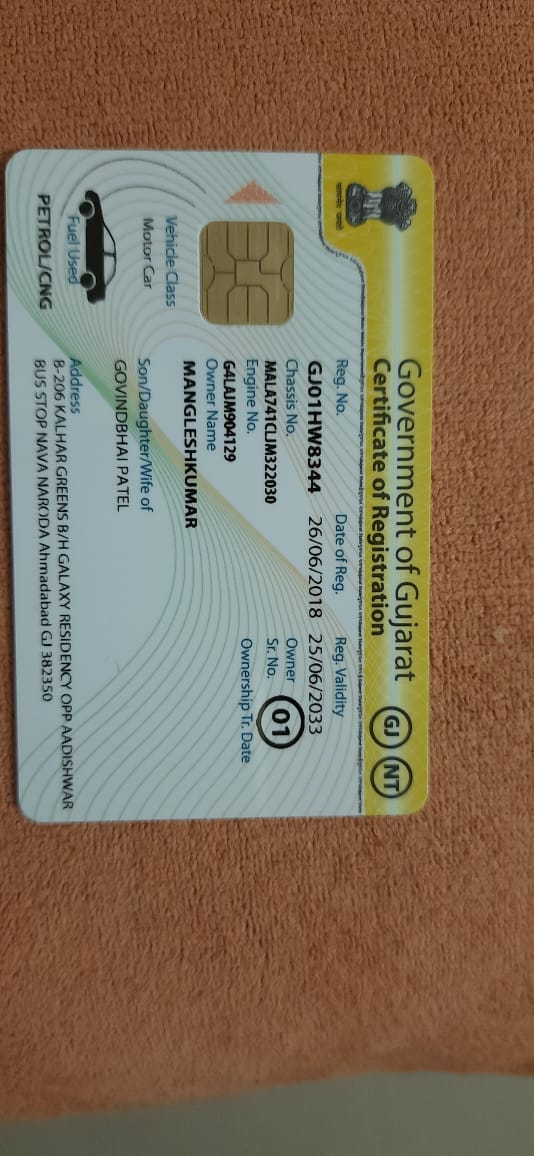 Government of Gujarat
Certificate of Registration
GJ NT
सत्यमेव जयते
Reg. No. Date of Reg. Reg. Validity
GJ01HW8344 26/06/2018 25/06/2033
Chassis No. Owner
MALA741CLJM322030 Sr. No. 01
Engine No. Ownership Tr. Date
G4LAJM904129
Owner Name
MANGLESHKUMAR
Vehicle Class
Motor Car
Son/Daughter/Wife of
GOVINDBHAI PATEL
Fuel Used
PETROL/CNG
Address
B-206 KALHAR GREENS B/H GALAXY RESIDENCY OPP AADISHWAR
BUS STOP NAVA NARODA Ahmadabad GJ 382350